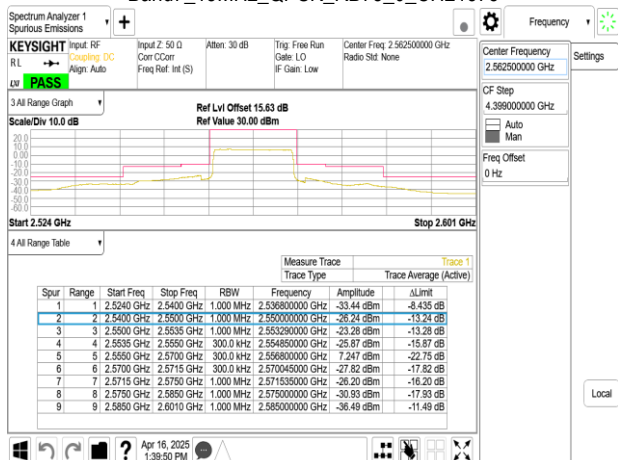 Spectrum Analyzer 1
Spurious Emissions
Frequency
KEYSIGHT Input: RF
Coupling: DC
Align: Auto
Input Z: 50 Ω
Corr CCorr
Freq Ref: Int (S)
Atten: 30 dB
Trig: Free Run
Gate: LO
IF Gain: Low
Center Freq: 2.562500000 GHz
Radio Std: None
RL
LXI PASS
Center Frequency
2.562500000 GHz
Settings
CF Step
4.399000000 GHz
Auto
Man
Freq Offset
0 Hz
3 All Range Graph
Scale/Div 10.0 dB
Ref Lvl Offset 15.63 dB
Ref Value 30.00 dBm
20.0
10.0
0.00
-10.0
-20.0
-30.0
-40.0
-50.0
-60.0
Start 2.524 GHz
Stop 2.601 GHz
4 All Range Table
Measure Trace Trace 1
Trace Type Trace Average (Active)
Spur Range Start Freq Stop Freq RBW Frequency Amplitude ΔLimit
1 1 2.5240 GHz 2.5400 GHz 1.000 MHz 2.536800000 GHz -33.44 dBm -8.435 dB
2 2 2.5400 GHz 2.5500 GHz 1.000 MHz 2.550000000 GHz -26.24 dBm -13.24 dB
3 3 2.5500 GHz 2.5535 GHz 1.000 MHz 2.553290000 GHz -23.28 dBm -13.28 dB
4 4 2.5535 GHz 2.5550 GHz 300.0 kHz 2.554850000 GHz -25.87 dBm -15.87 dB
5 5 2.5550 GHz 2.5700 GHz 300.0 kHz 2.556800000 GHz 7.247 dBm -22.75 dB
6 6 2.5700 GHz 2.5715 GHz 300.0 kHz 2.570045000 GHz -27.82 dBm -17.82 dB
7 7 2.5715 GHz 2.5750 GHz 1.000 MHz 2.571535000 GHz -26.20 dBm -16.20 dB
8 8 2.5750 GHz 2.5850 GHz 1.000 MHz 2.575000000 GHz -30.93 dBm -17.93 dB
9 9 2.5850 GHz 2.6010 GHz 1.000 MHz 2.585000000 GHz -36.49 dBm -11.49 dB
Local
Apr 16, 2025
1:39:50 PM